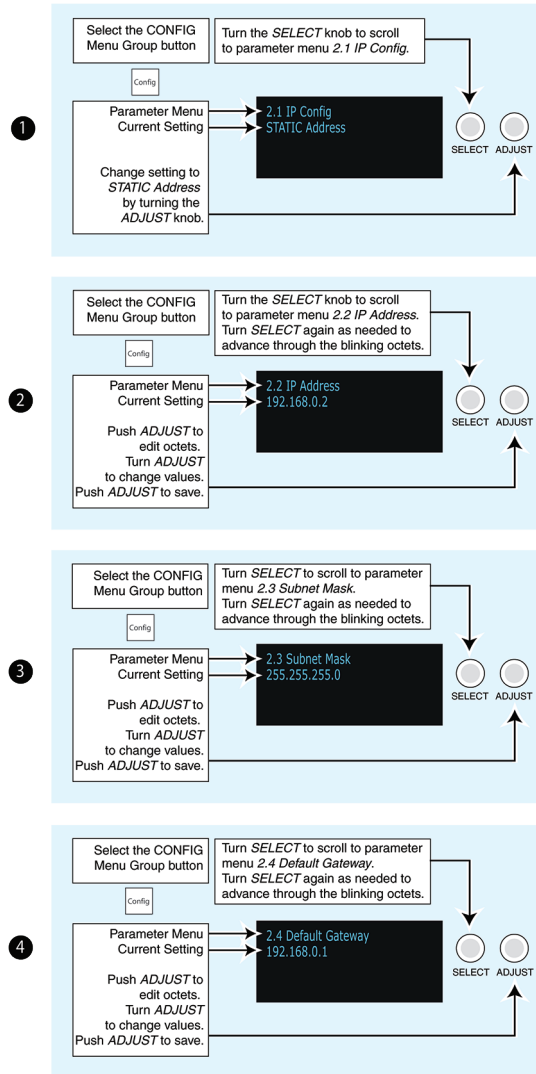 1
Select the CONFIG
Menu Group button
Turn the SELECT knob to scroll
to parameter menu 2.1 IP Config.
Config
Parameter Menu
Current Setting
Change setting to
STATIC Address
by turning the
ADJUST knob.
2.1 IP Config
STATIC Address
SELECT ADJUST
2
Select the CONFIG
Menu Group button
Turn the SELECT knob to scroll
to parameter menu 2.2 IP Address.
Turn SELECT again as needed to
advance through the blinking octets.
Config
Parameter Menu
Current Setting
Push ADJUST to
edit octets.
Turn ADJUST
to change values.
Push ADJUST to save.
2.2 IP Address
192.168.0.2
SELECT ADJUST
3
Select the CONFIG
Menu Group button
Turn SELECT to scroll to parameter
menu 2.3 Subnet Mask.
Turn SELECT again as needed to
advance through the blinking octets.
Config
Parameter Menu
Current Setting
Push ADJUST to
edit octets.
Turn ADJUST
to change values.
Push ADJUST to save.
2.3 Subnet Mask
255.255.255.0
SELECT ADJUST
4
Select the CONFIG
Menu Group button
Turn SELECT to scroll to parameter
menu 2.4 Default Gateway.
Turn SELECT again as needed to
advance through the blinking octets.
Config
Parameter Menu
Current Setting
Push ADJUST to
edit octets.
Turn ADJUST
to change values.
Push ADJUST to save.
2.4 Default Gateway
192.168.0.1
SELECT ADJUST